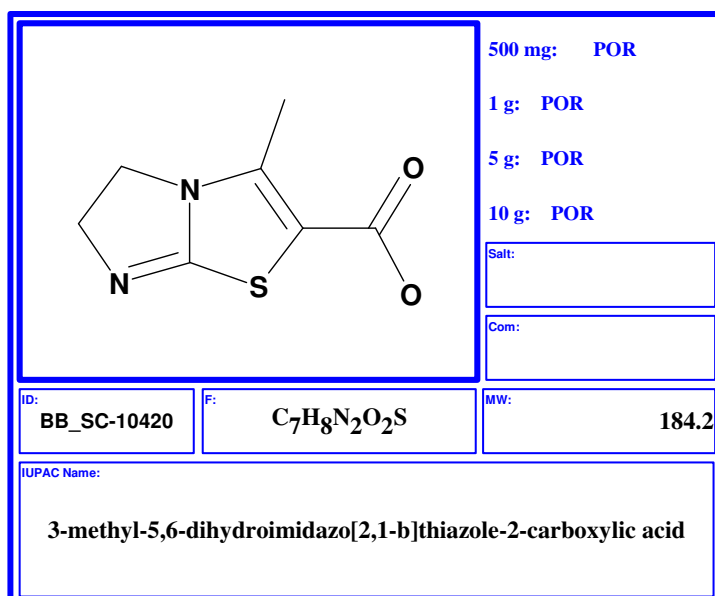 500 mg: POR
1 g: POR
5 g: POR
10 g: POR
N
O
N
S
O
Salt:
Com:
ID:
BB_SC-10420
F:
C7H8N2O2S
MW:
184.2
IUPAC Name:
3-methyl-5,6-dihydroimidazo[2,1-b]thiazole-2-carboxylic acid